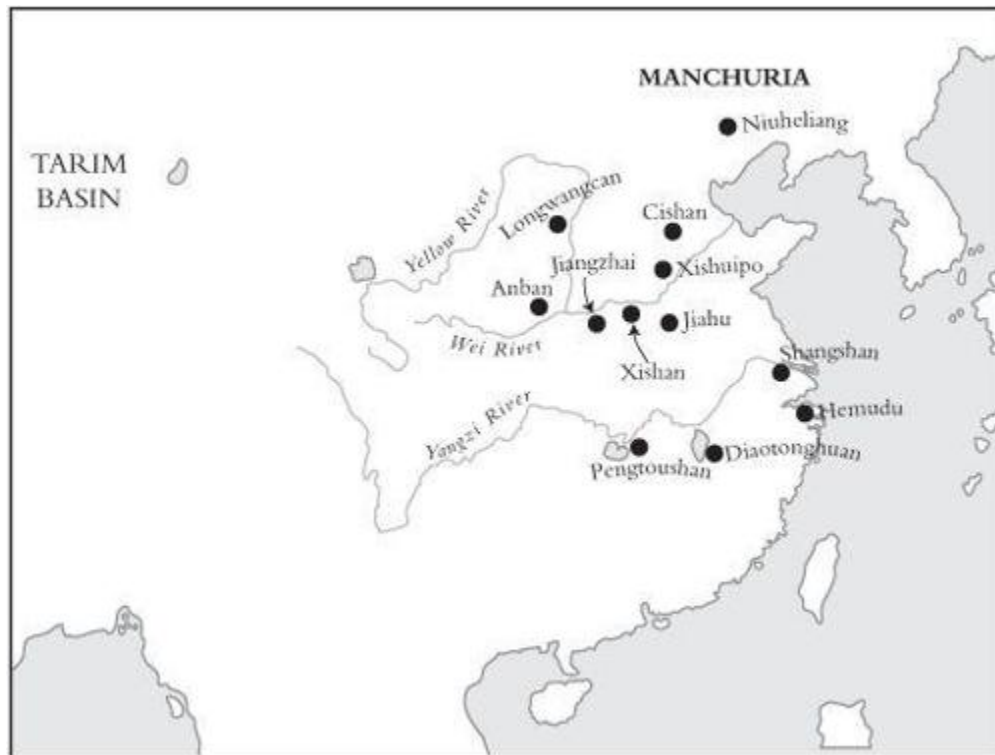 MANCHURIA
Niuheliang
TARIM
BASIN
Longwangcan
Yellow River
Cishan
Jiangzhai
Xishuipo
Anban
Jiahu
Wei River
Xishan
Shangshan
Yangzi River
Hemudu
Diaotonghuan
Pengtoushan